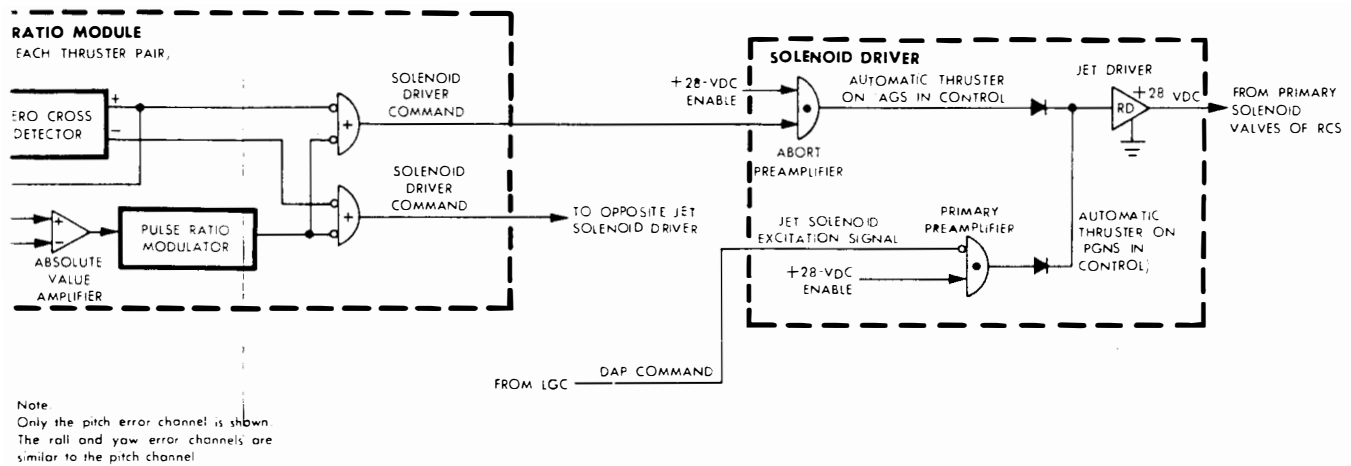 RATIO MODULE
EACH THRUSTER PAIR,
+
ERO CROSS
DETECTOR
−
SOLENOID
DRIVER
COMMAND
+
SOLENOID
DRIVER
COMMAND
+
+
−
PULSE RATIO
MODULATOR
ABSOLUTE
VALUE
AMPLIFIER
TO OPPOSITE JET
SOLENOID DRIVER
SOLENOID DRIVER
+28-VDC
ENABLE
AUTOMATIC THRUSTER
ON AGS IN CONTROL
ABORT
PREAMPLIFIER
JET DRIVER
RD
+28 VDC
FROM PRIMARY
SOLENOID
VALVES OF RCS
JET SOLENOID
EXCITATION SIGNAL
PRIMARY
PREAMPLIFIER
+28-VDC
ENABLE
AUTOMATIC
THRUSTER ON
PGNS IN
CONTROL)
FROM LGC
DAP COMMAND
Note.
Only the pitch error channel is shown.
The roll and yaw error channels are
similar to the pitch channel